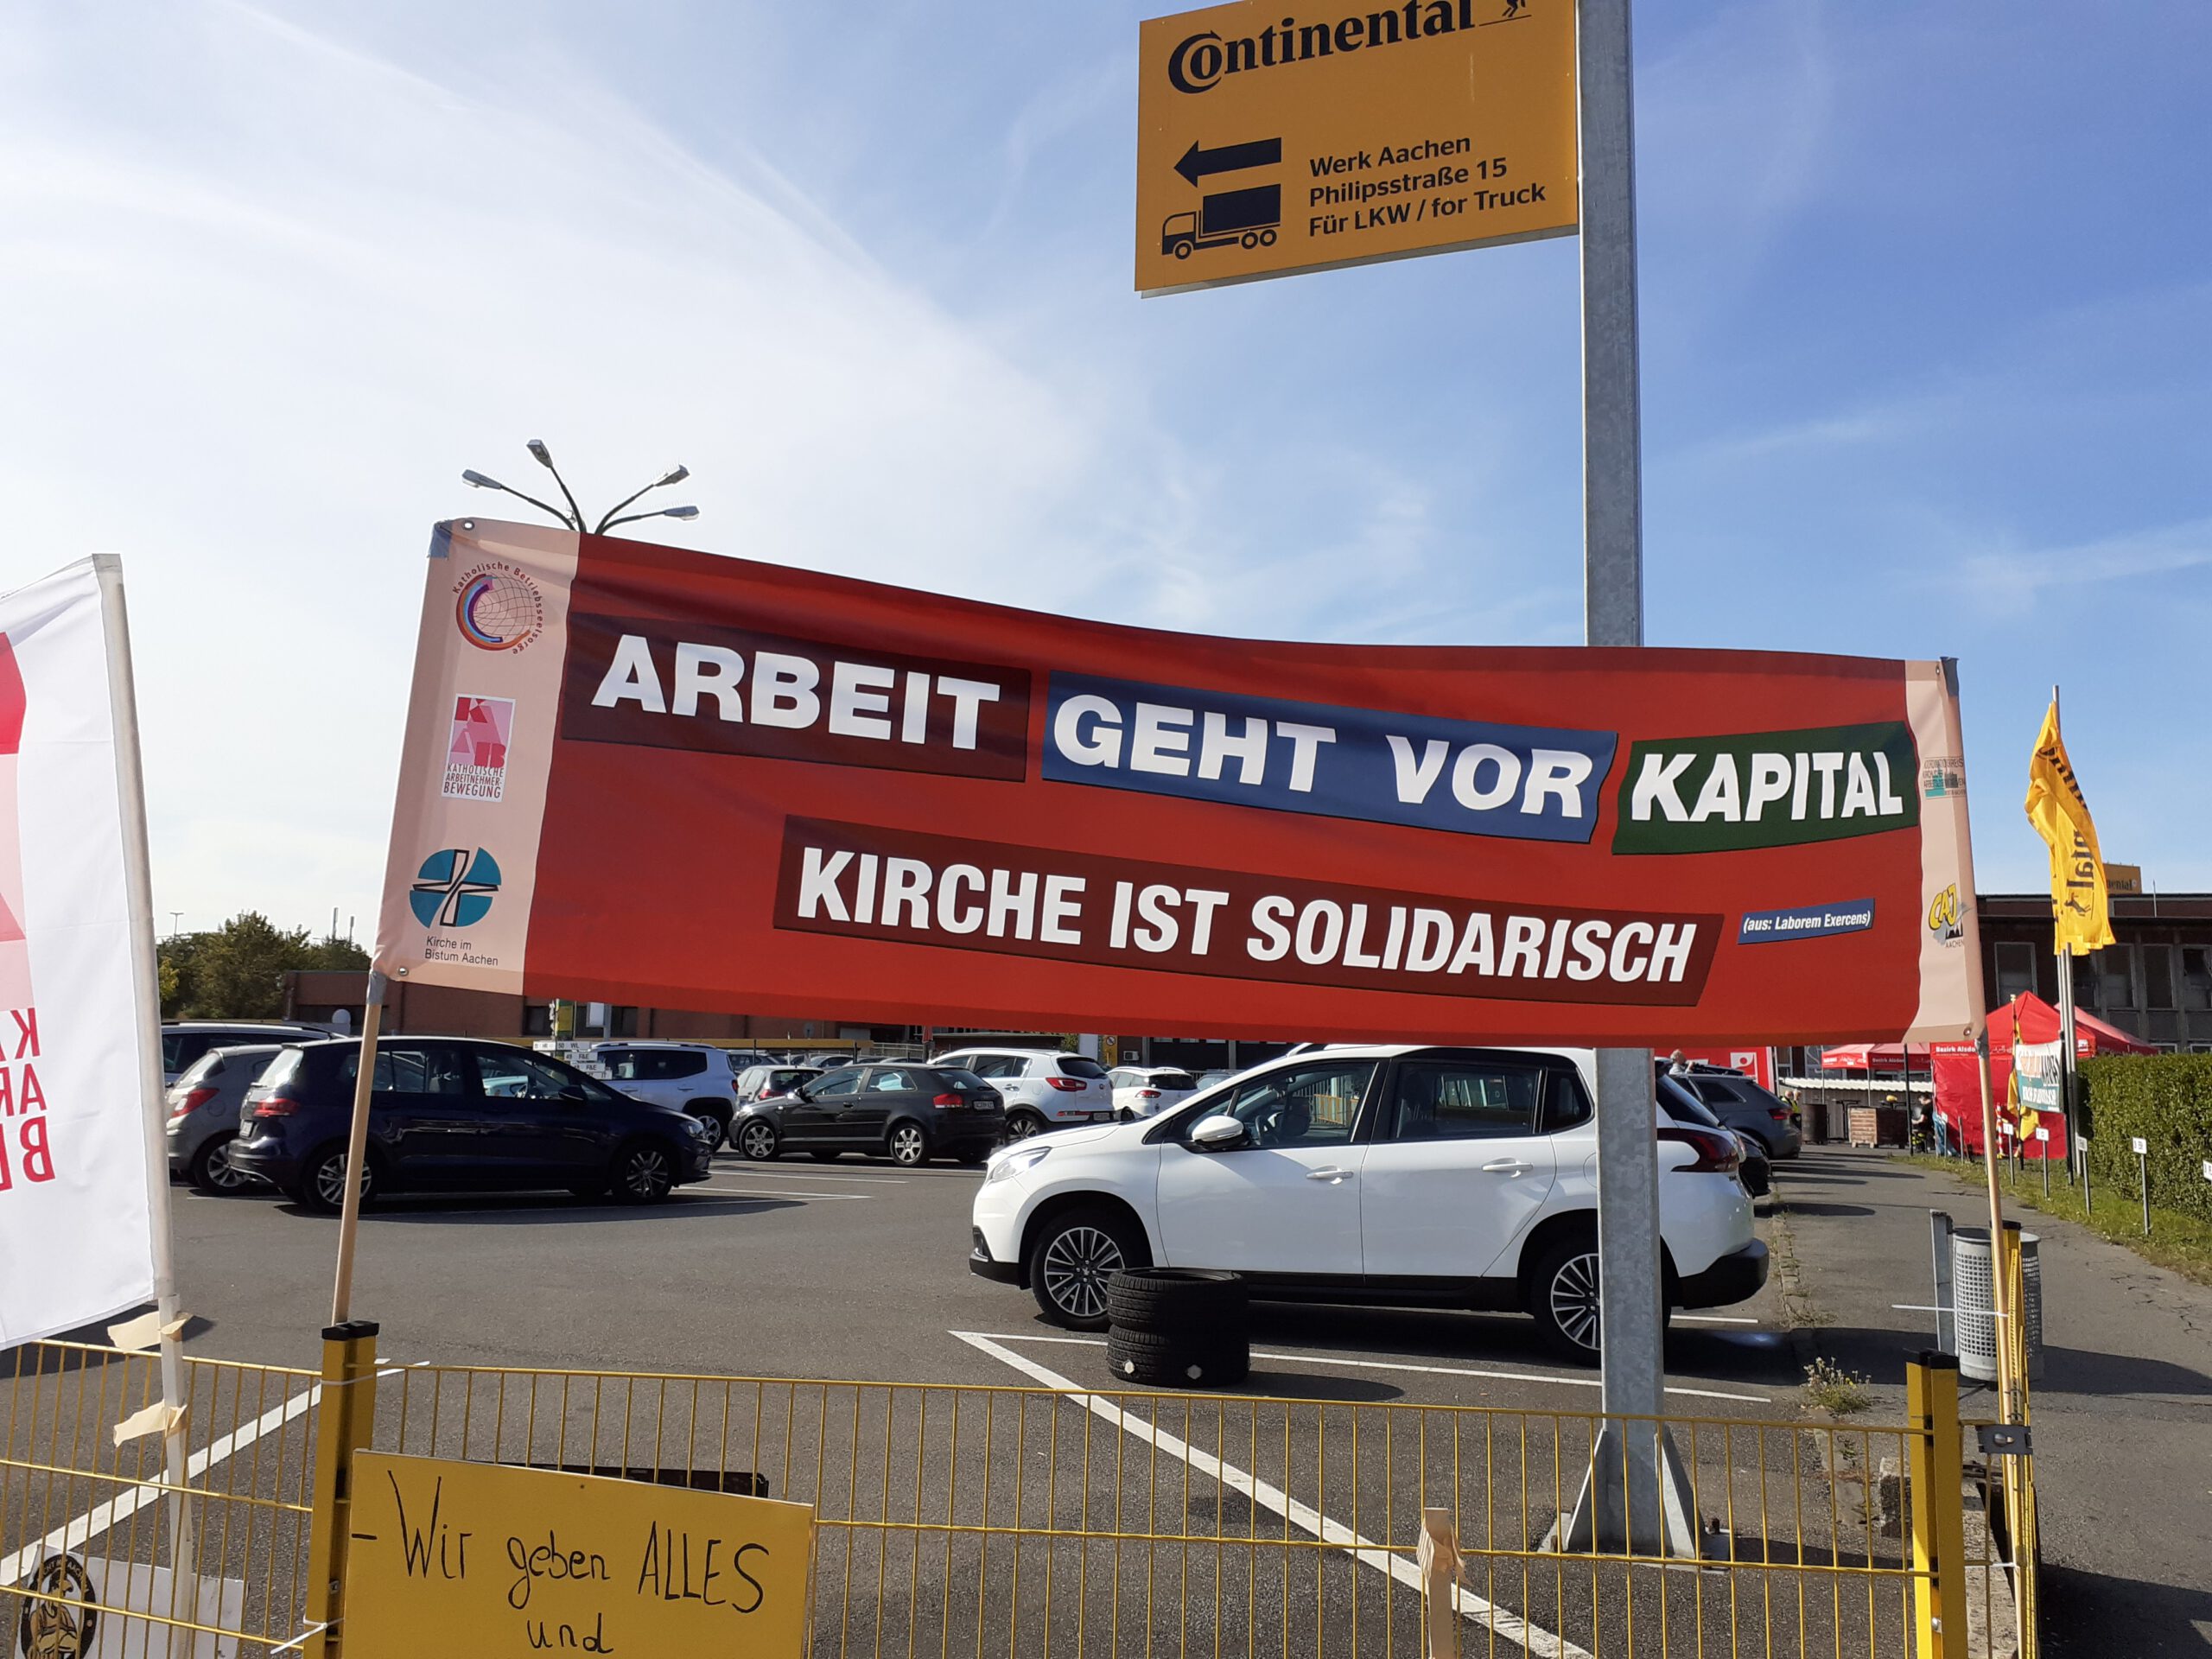 Continental
Werk Aachen
Philipsstraße 15
Für LKW / for Truck
Katholische Betriebsseelsorge
KAB
KATHOLISCHE
ARBEITNEHMER-
BEWEGUNG
Kirche im
Bistum Aachen
ARBEIT GEHT VOR KAPITAL
KIRCHE IST SOLIDARISCH
(aus: Laborem Exercens)
CAJ
AACHEN
- Wir geben ALLES
und